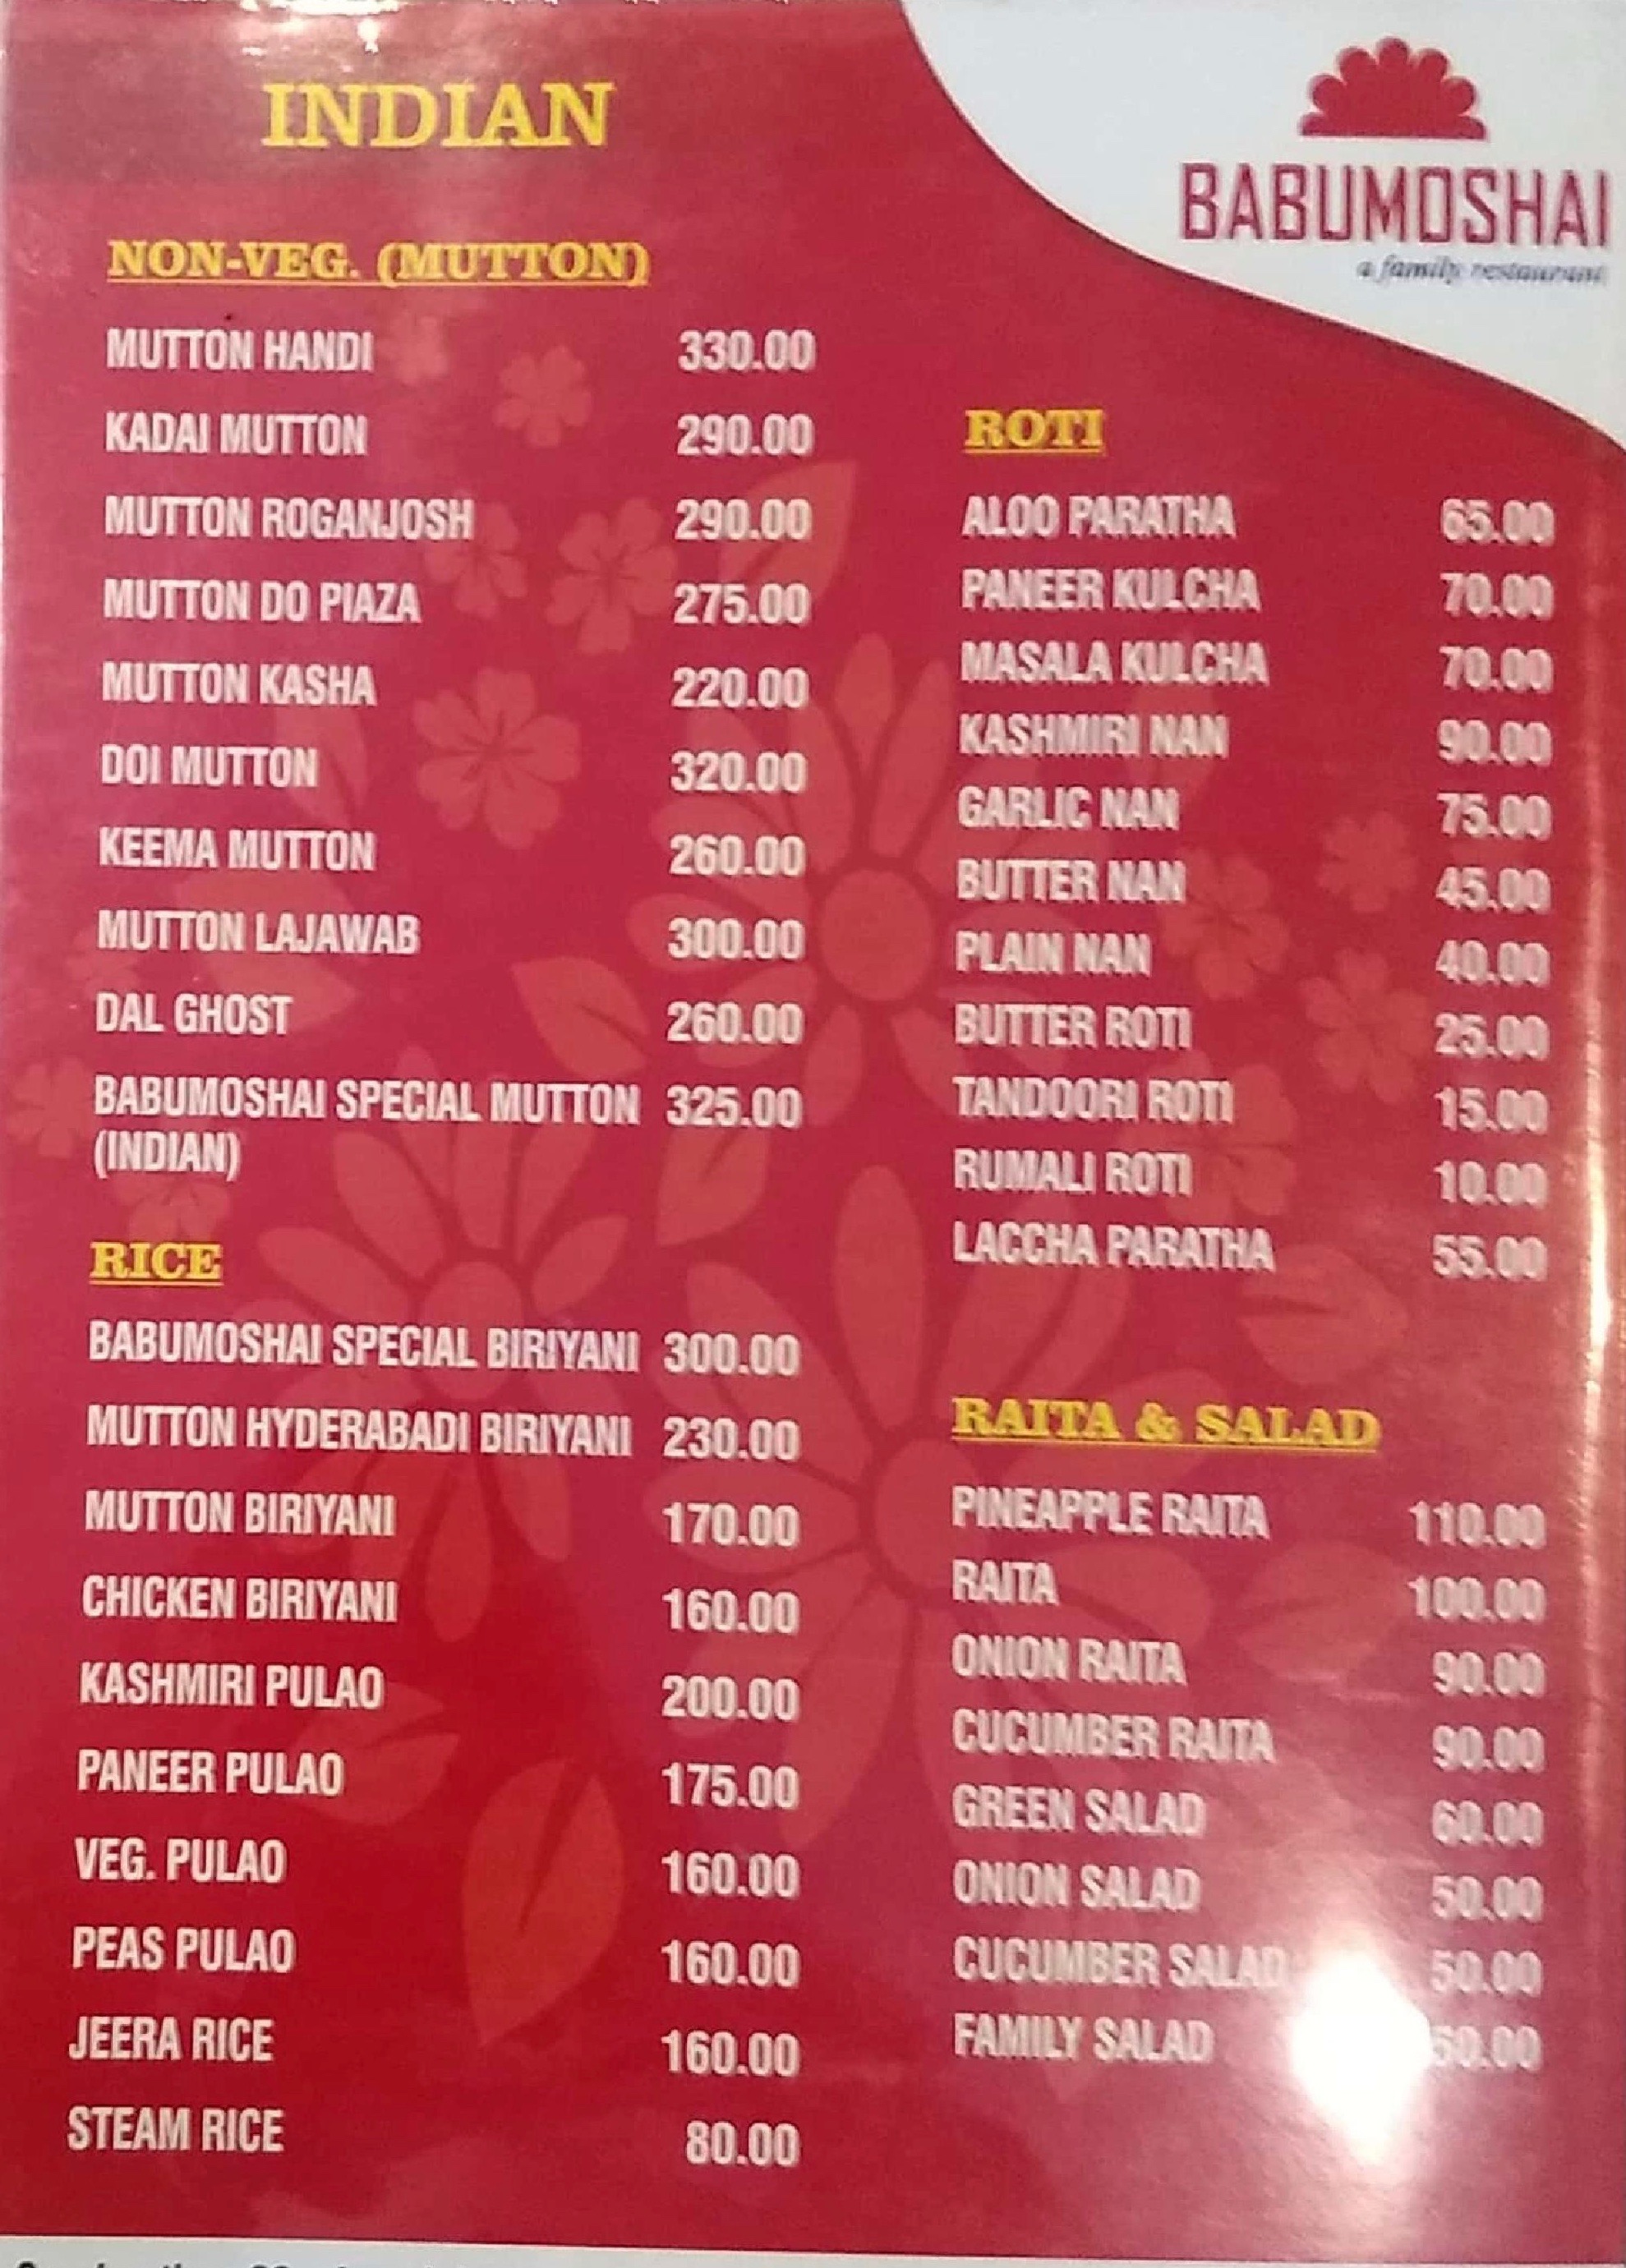 INDIAN
BABUMOSHAI
a family restaurant
NON-VEG. (MUTTON)
MUTTON HANDI 330.00
KADAI MUTTON 290.00
MUTTON ROGANJOSH 290.00
MUTTON DO PIAZA 275.00
MUTTON KASHA 220.00
DOI MUTTON 320.00
KEEMA MUTTON 260.00
MUTTON LAJAWAB 300.00
DAL GHOST 260.00
BABUMOSHAI SPECIAL MUTTON 325.00
(INDIAN)
RICE
BABUMOSHAI SPECIAL BIRIYANI 300.00
MUTTON HYDERABADI BIRIYANI 230.00
MUTTON BIRIYANI 170.00
CHICKEN BIRIYANI 160.00
KASHMIRI PULAO 200.00
PANEER PULAO 175.00
VEG. PULAO 160.00
PEAS PULAO 160.00
JEERA RICE 160.00
STEAM RICE 80.00
ROTI
ALOO PARATHA 65.00
PANEER KULCHA 70.00
MASALA KULCHA 70.00
KASHMIRI NAN 90.00
GARLIC NAN 75.00
BUTTER NAN 45.00
PLAIN NAN 40.00
BUTTER ROTI 25.00
TANDOORI ROTI 15.00
RUMALI ROTI 10.00
LACCHA PARATHA 55.00
RAITA & SALAD
PINEAPPLE RAITA 110.00
RAITA 100.00
ONION RAITA 90.00
CUCUMBER RAITA 90.00
GREEN SALAD 60.00
ONION SALAD 50.00
CUCUMBER SALAD 50.00
FAMILY SALAD